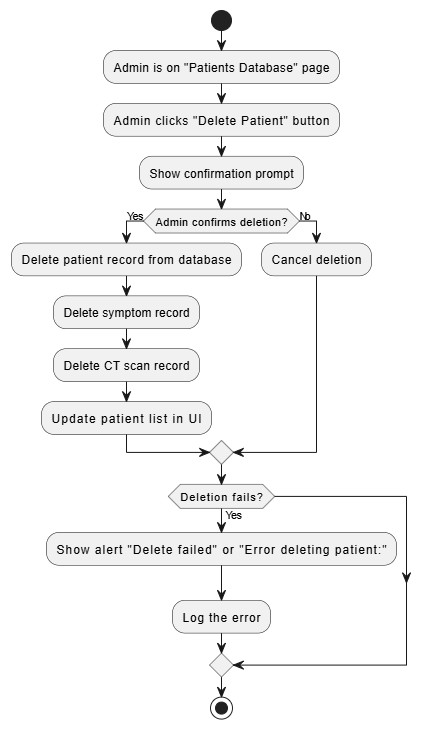 Admin is on "Patients Database" page
Admin clicks "Delete Patient" button
Show confirmation prompt
Yes
Admin confirms deletion?
No
Delete patient record from database
Cancel deletion
Delete symptom record
Delete CT scan record
Update patient list in UI
Deletion fails?
Yes
Show alert "Delete failed" or "Error deleting patient:"
Log the error